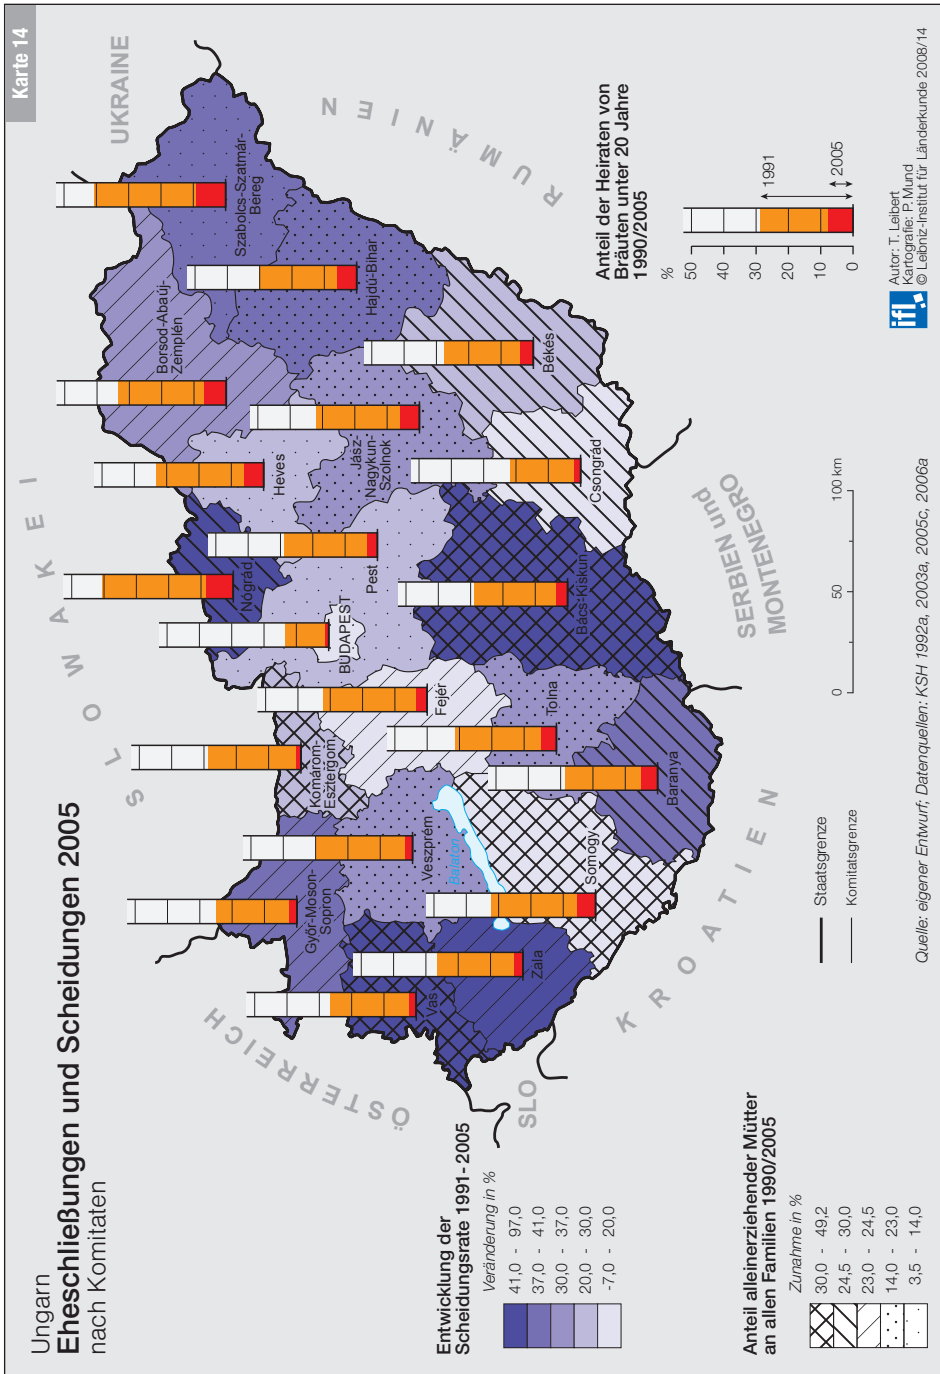 Karte 14
Ungarn
Eheschließungen und Scheidungen 2005
nach Komitaten
SLOWAKEI
UKRAINE
RUMÄNIEN
ÖSTERREICH
SLO
KROATIEN
SERBIEN und
MONTENEGRO
Szabolcs-Szatmár-
Bereg
Borsod-Abaúj-
Zemplén
Hajdú-Bihar
Heves
Jász-
Nagykun-
Szolnok
Békés
Csongrád
Nógrád
Pest
BUDAPEST
Bács-Kiskun
Komárom-
Esztergom
Fejér
Tolna
Baranya
Győr-Moson-
Sopron
Veszprém
Balaton
Somogy
Vas
Zala
Entwicklung der
Scheidungsrate 1991- 2005
Veränderung in %
41,0 - 97,0
37,0 - 41,0
30,0 - 37,0
20,0 - 30,0
-7,0 - 20,0
Anteil alleinerziehender Mütter
an allen Familien 1990/2005
Zunahme in %
30,0 - 49,2
24,5 - 30,0
23,0 - 24,5
14,0 - 23,0
3,5 - 14,0
Staatsgrenze
Komitatsgrenze
0 50 100 km
Anteil der Heiraten von
Bräuten unter 20 Jahre
1990/2005
%
50
40
30
20
10
0
1991
2005
Quelle: eigener Entwurf; Datenquellen: KSH 1992a, 2003a, 2005c, 2006a
ifl
Autor: T. Leibert
Kartografie: P. Mund
© Leibniz-Institut für Länderkunde 2008/14